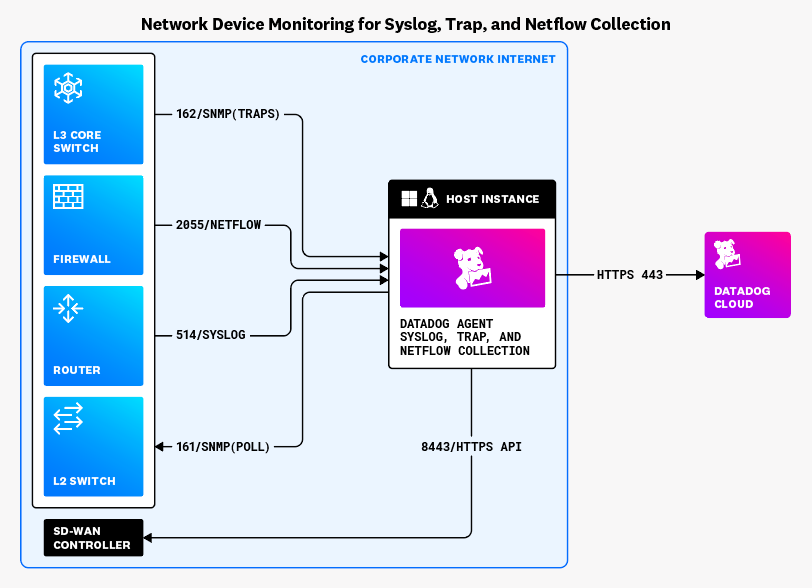 Network Device Monitoring for Syslog, Trap, and Netflow Collection
CORPORATE NETWORK INTERNET
L3 CORE
SWITCH
162/SNMP(TRAPS)
FIREWALL
2055/NETFLOW
HOST INSTANCE
DATADOG AGENT
SYSLOG, TRAP, AND
NETFLOW COLLECTION
HTTPS 443
DATADOG
CLOUD
ROUTER
514/SYSLOG
L2 SWITCH
161/SNMP(POLL)
8443/HTTPS API
SD-WAN
CONTROLLER